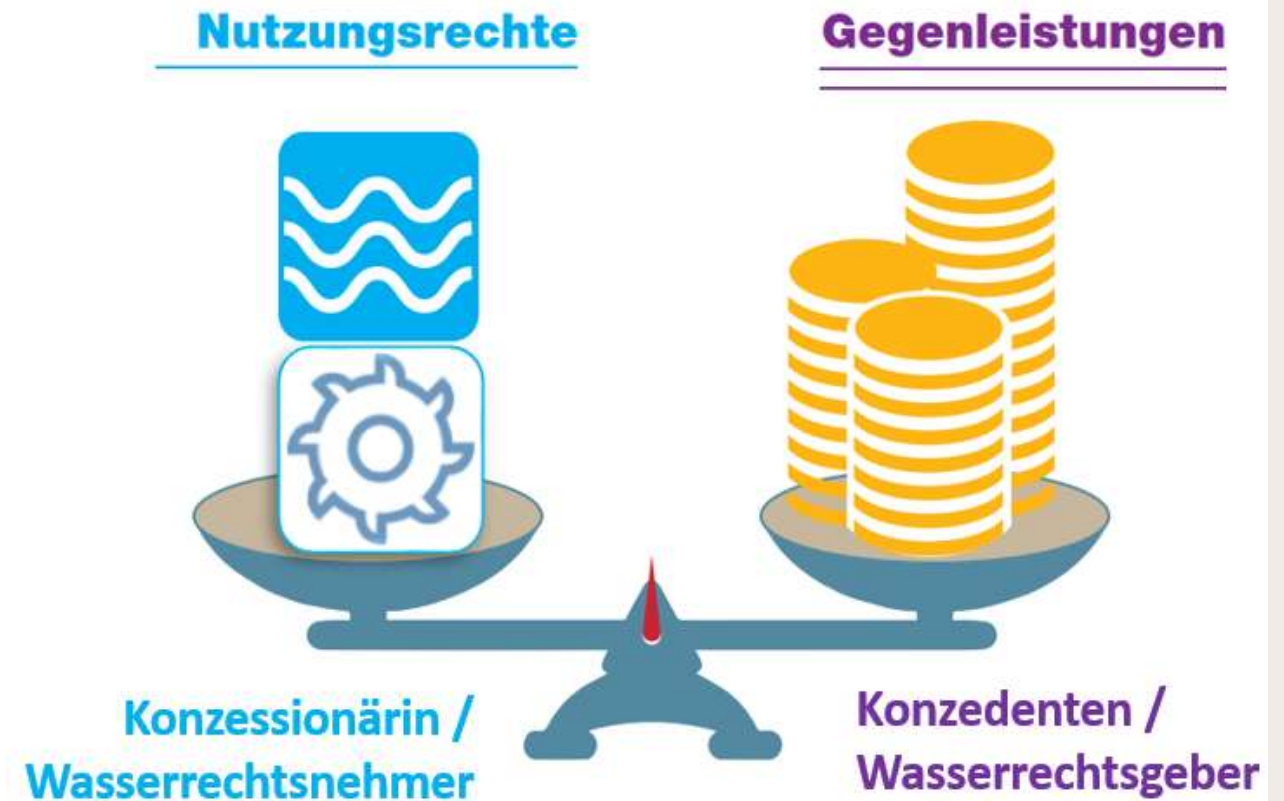 Nutzungsrechte
Gegenleistungen
Konzessionärin /
Wasserrechtsnehmer
Konzedenten /
Wasserrechtsgeber